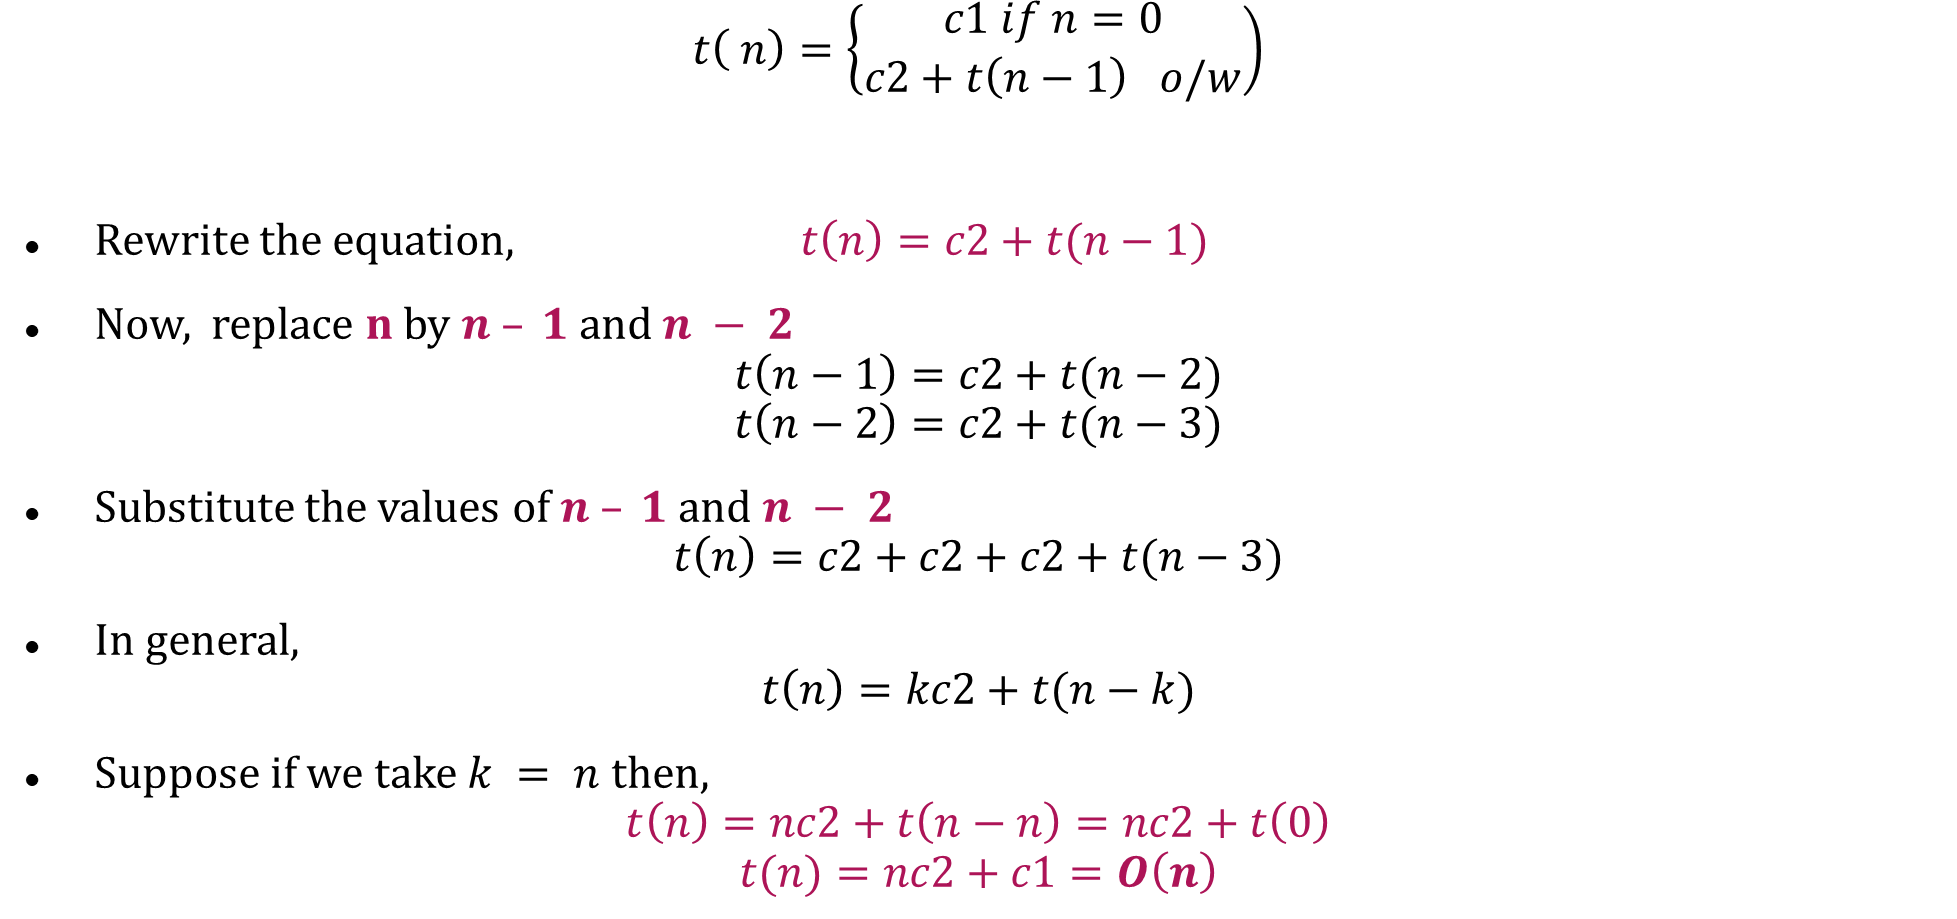 t( n) = { c1 if n = 0
c2 + t(n − 1) o/w )
• Rewrite the equation, t(n) = c2 + t(n − 1)
• Now, replace n by n – 1 and n − 2
t(n − 1) = c2 + t(n − 2)
t(n − 2) = c2 + t(n − 3)
• Substitute the values of n – 1 and n − 2
t(n) = c2 + c2 + c2 + t(n − 3)
• In general,
t(n) = kc2 + t(n − k)
• Suppose if we take k = n then,
t(n) = nc2 + t(n − n) = nc2 + t(0)
t(n) = nc2 + c1 = O(n)